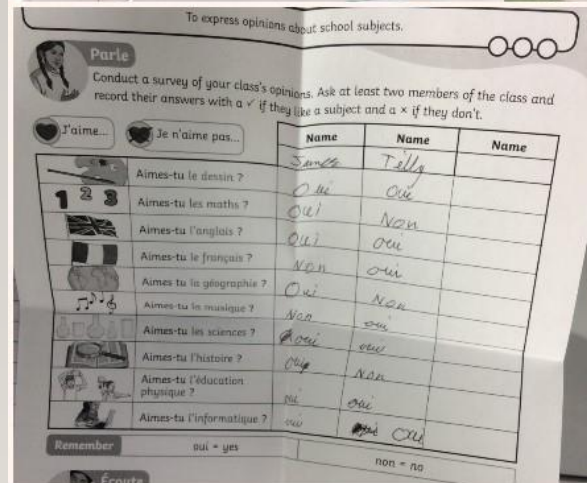 To express opinions about school subjects.
Parle
Conduct a survey of your class's opinions. Ask at least two members of the class and
record their answers with a ✓ if they like a subject and a × if they don't.
J'aime... Je n'aime pas... Name Name Name
Tilly
Aimes-tu le dessin ? Oui Oui
1 2 3 Aimes-tu les maths ? Oui Non
Aimes-tu l'anglais ? Oui oui
Aimes-tu le français ? Non oui
Aimes tu la géographie ? Oui Non
Aimes-tu la musique ? Non oui
Aimes-tu les sciences ? oui oui
Aimes-tu l'histoire ? oui Non
Aimes-tu l'éducation
physique ? oui oui
Aimes-tu l'informatique ? oui Oui
Remember oui = yes non = no
Écoute